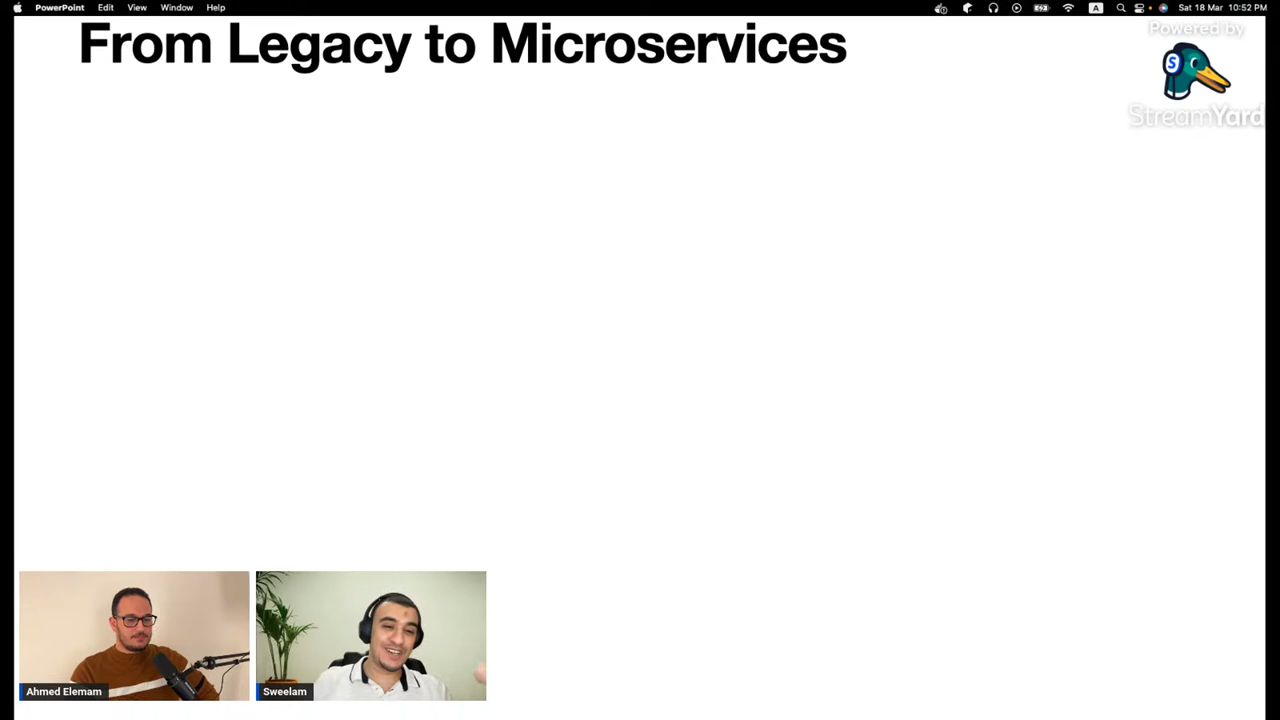 PowerPoint Edit View Window Help
A
Sat 18 Mar 10:52 PM
From Legacy to Microservices
Powered by
S
StreamYard
Ahmed Elemam
Sweelam